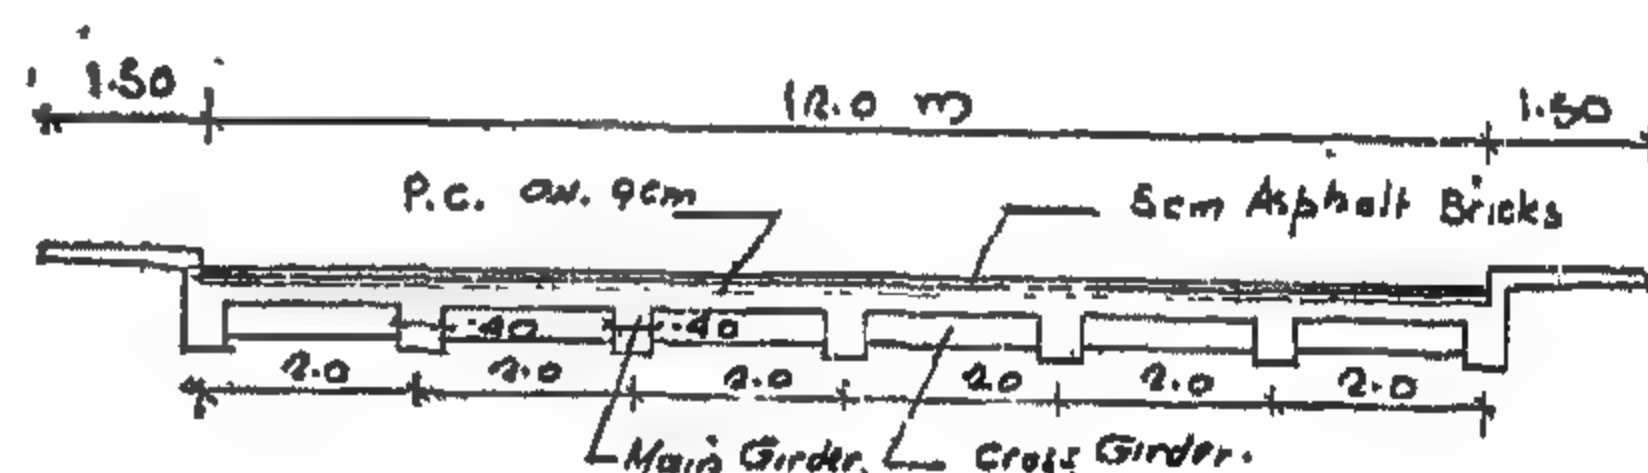 1.50 12.0 m 1.50
P.C. av. 9cm 5cm Asphalt Bricks
.40 .40
2.0 2.0 2.0 2.0 2.0 2.0
Main Girder. Cross Girder.